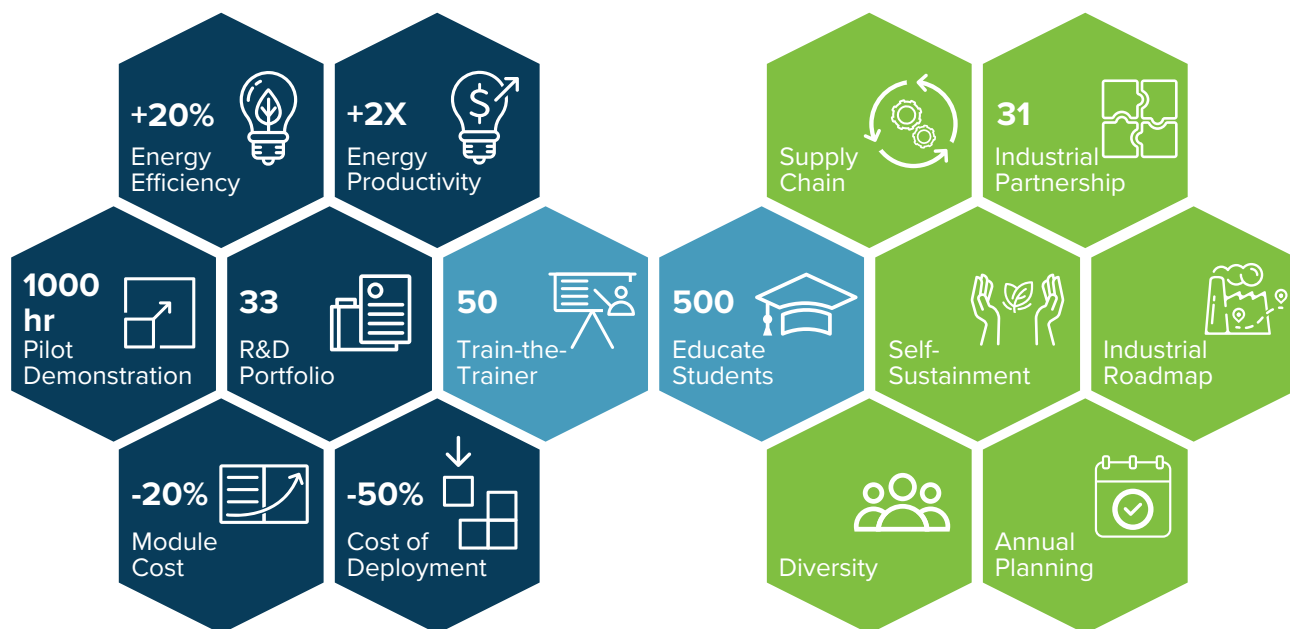 +20%
Energy
Efficiency
+2X
Energy
Productivity
Supply
Chain
31
Industrial
Partnership
1000
hr
Pilot
Demonstration
33
R&D
Portfolio
50
Train-the-
Trainer
500
Educate
Students
Self-
Sustainment
Industrial
Roadmap
-20%
Module
Cost
-50%
Cost of
Deployment
Diversity
Annual
Planning